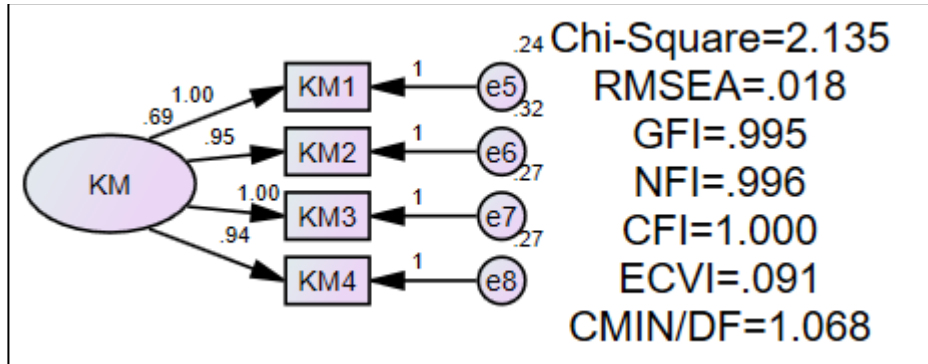 .24 Chi-Square=2.135
KM1 1 e5
1.00
.69
.32 RMSEA=.018
.95 KM2 1 e6
GFI=.995
.27 NFI=.996
KM
1.00 KM3 1 e7
.94
.27 CFI=1.000
KM4 1 e8
ECVI=.091
CMIN/DF=1.068